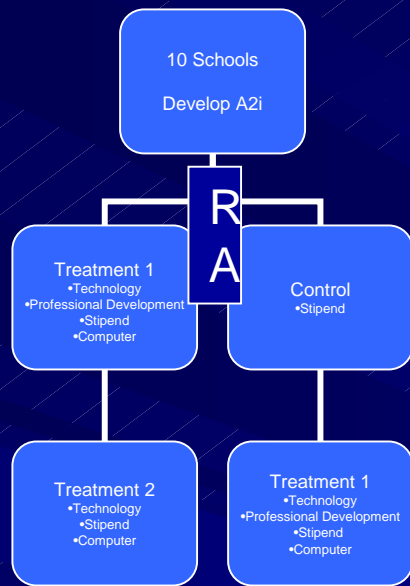 10 Schools
Develop A2i
R
A
Treatment 1
•Technology
•Professional Development
•Stipend
•Computer
Control
•Stipend
Treatment 2
•Technology
•Stipend
•Computer
Treatment 1
•Technology
•Professional Development
•Stipend
•Computer